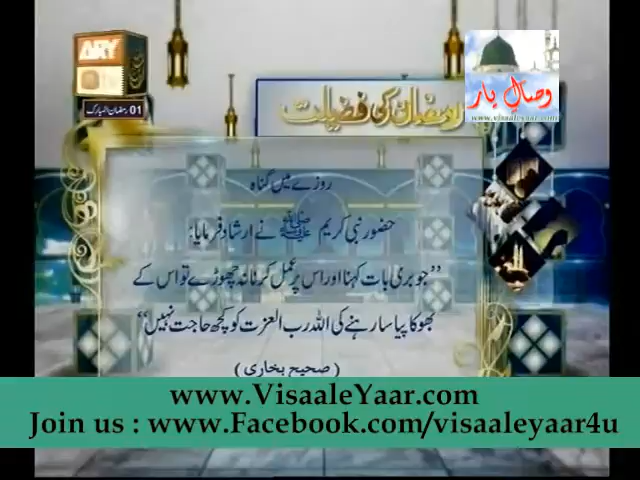 ARY
01 رمضان المبارک
رمضان کی فضیلت
وصالِ یار
www.visaaleyaar.com
روزے میں گناہ
حضور نبی کریم ﷺ نے ارشاد فرمایا:
”جو بری بات کہنا اور اس پر عمل کرنا نہ چھوڑے تو اس کے
بھوکا پیاسا رہنے کی اللہ رب العزت کو کچھ حاجت نہیں“
(صحیح بخاری)
www.VisaaleYaar.com
Join us : www.Facebook.com/visaaleyaar4u